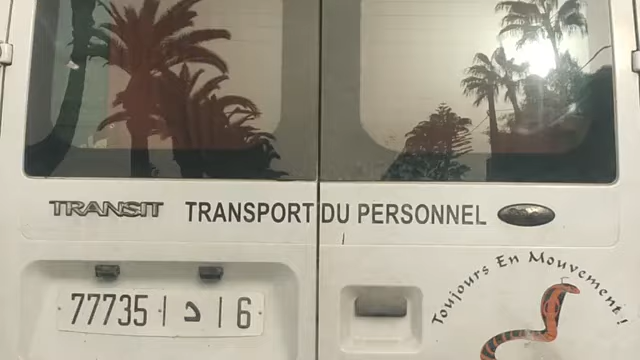 TRANSIT TRANSPORT DU PERSONNEL
Toujours En Mouvement !
77735 | د | 6